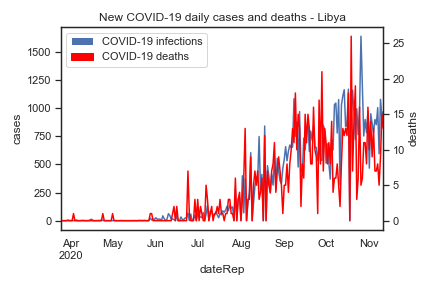 New COVID-19 daily cases and deaths - Libya
COVID-19 infections
COVID-19 deaths
1500
1250
1000
750
500
250
0
cases
25
20
15
10
5
0
deaths
Apr May Jun Jul Aug Sep Oct Nov
2020
dateRep